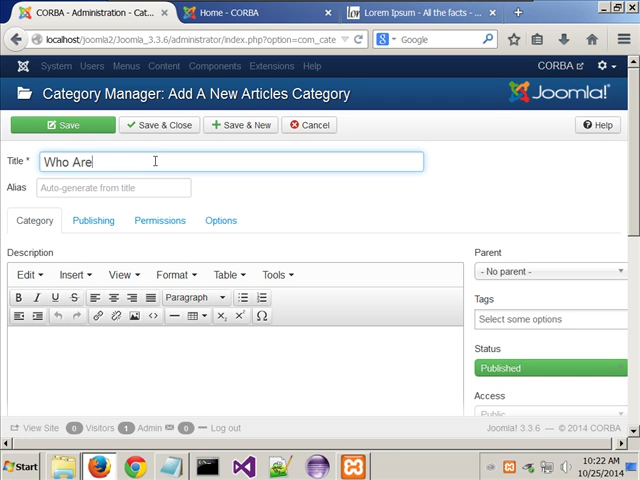 CORBA - Administration - Cat...
Home - CORBA
Lorem Ipsum - All the facts - ...
localhost/joomla2/Joomla_3.3.6/administrator/index.php?option=com_cate
Google
System Users Menus Content Components Extensions Help
CORBA
Category Manager: Add A New Articles Category
Joomla!
Save
Save & Close
Save & New
Cancel
Help
Title *
Who Are
Alias
Auto-generate from title
Category Publishing Permissions Options
Description
Parent
Edit Insert View Format Table Tools
- No parent -
B I U S
Paragraph
Tags
Select some options
Status
Published
Access
Public
View Site 0 Visitors 1 Admin 0 Log out
Joomla! 3.3.6 — © 2014 CORBA
Start
10:22 AM
10/25/2014